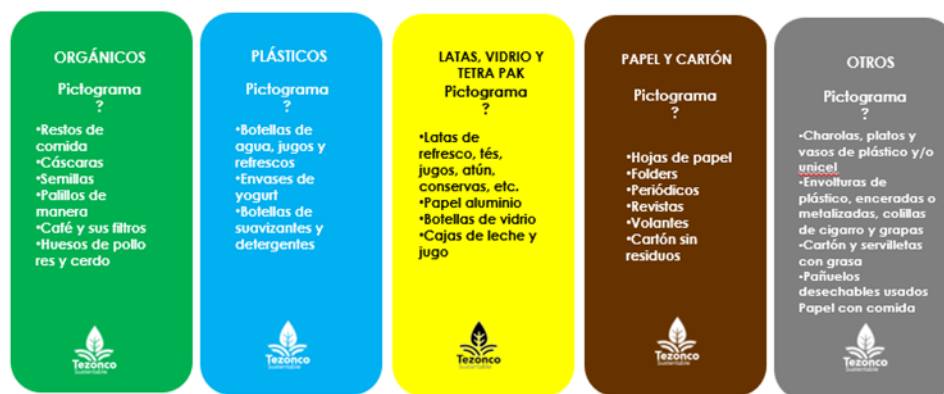 ORGÁNICOS
Pictograma
?
•Restos de
comida
•Cáscaras
•Semillas
•Palillos de
manera
•Café y sus filtros
•Huesos de pollo
res y cerdo
Tezonco
Sustentable
PLÁSTICOS
Pictograma
?
•Botellas de
agua, jugos y
refrescos
•Envases de
yogurt
•Botellas de
suavizantes y
detergentes
Tezonco
Sustentable
LATAS, VIDRIO Y
TETRA PAK
Pictograma
?
•Latas de
refresco, tés,
jugos, atún,
conservas, etc.
•Papel aluminio
•Botellas de vidrio
•Cajas de leche y
jugo
Tezonco
Sustentable
PAPEL Y CARTÓN
Pictograma
?
•Hojas de papel
•Folders
•Periódicos
•Revistas
•Volantes
•Cartón sin
residuos
Tezonco
Sustentable
OTROS
Pictograma
?
•Charolas, platos y
vasos de plástico y/o
unicel
•Envolturas de
plástico, enceradas o
metalizadas, colillas
de cigarro y grapas
•Cartón y servilletas
con grasa
•Pañuelos
desechables usados
Papel con comida
Tezonco
Sustentable